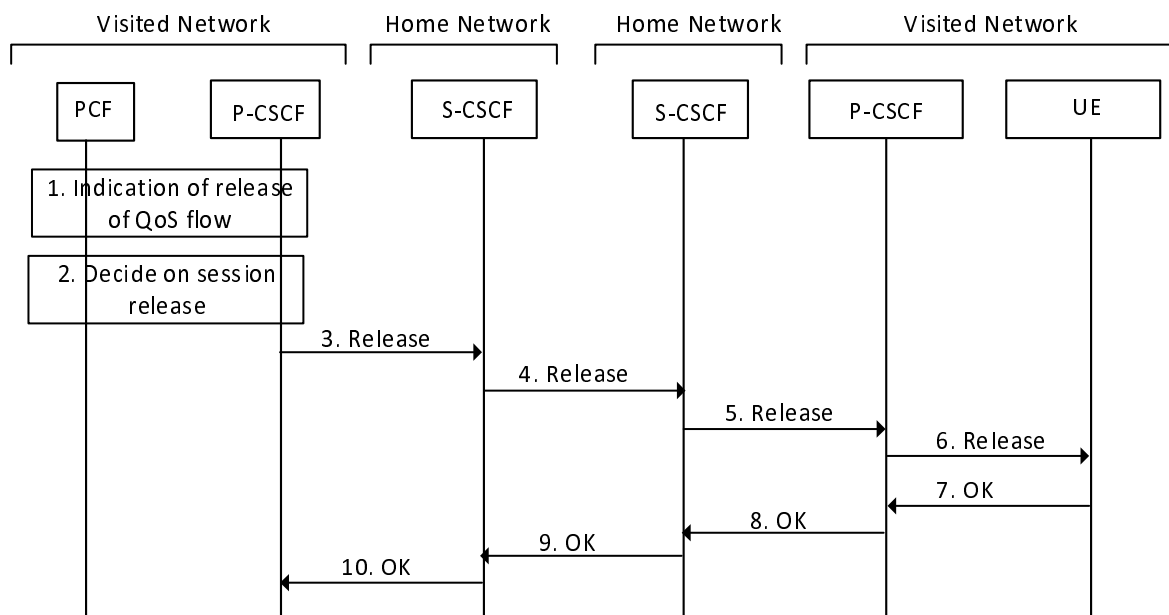 Visited Network
Home Network
Home Network
Visited Network
PCF
P-CSCF
S-CSCF
S-CSCF
P-CSCF
UE
1. Indication of release
of QoS flow
2. Decide on session
release
3. Release
4. Release
5. Release
6. Release
7. OK
8. OK
9. OK
10. OK